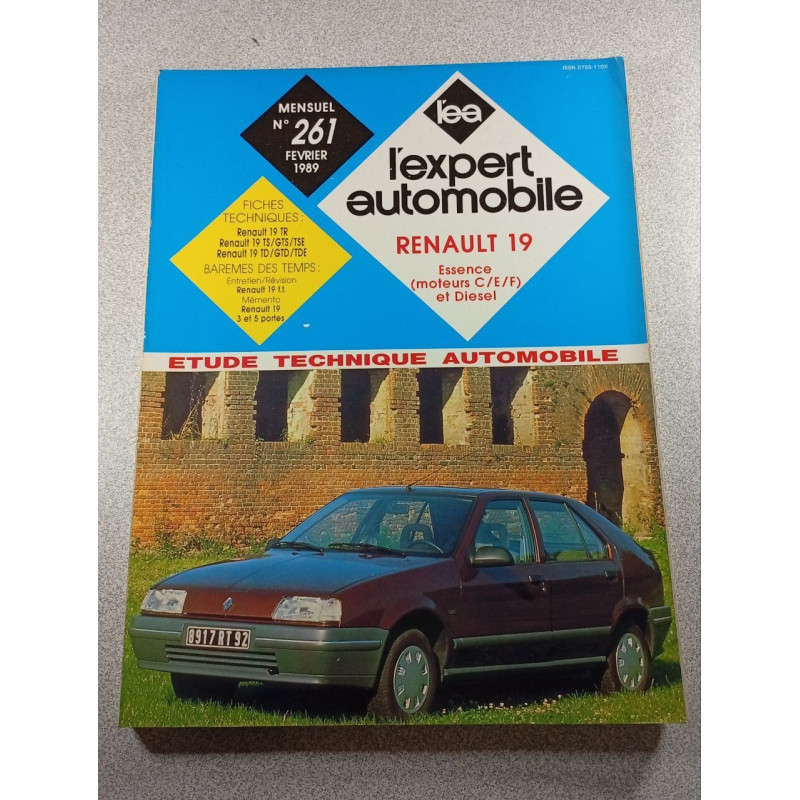 ISSN 0755-110X
MENSUEL
N° 261
FEVRIER
1989
l'ea
l'expert
automobile
RENAULT 19
Essence
(moteurs C/E/F)
et Diesel
FICHES
TECHNIQUES :
Renault 19 TR
Renault 19 TS/GTS/TSE
Renault 19 TD/GTD/TDE
BAREMES DES TEMPS :
Entretien/Révision
Renault 19 t.t.
Mémento
Renault 19
3 et 5 portes
ETUDE TECHNIQUE AUTOMOBILE
8917 RT 92